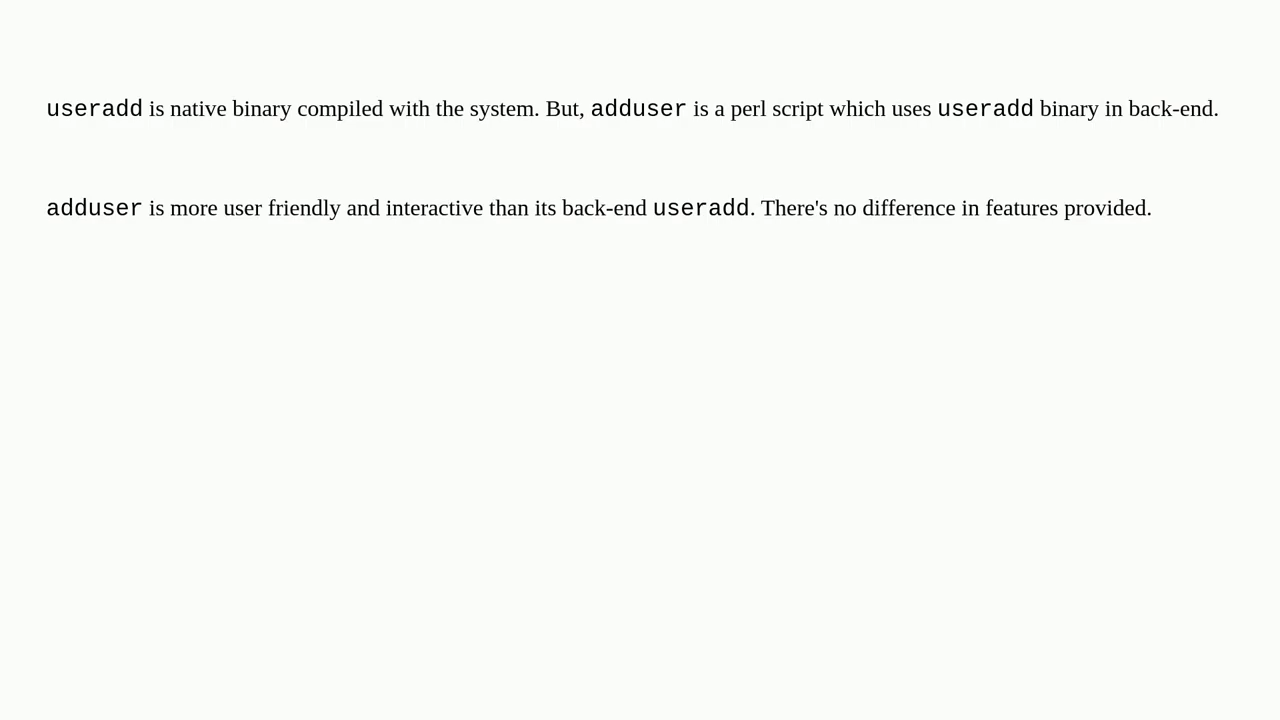 useradd is native binary compiled with the system. But, adduser is a perl script which uses useradd binary in back-end.
adduser is more user friendly and interactive than its back-end useradd. There's no difference in features provided.